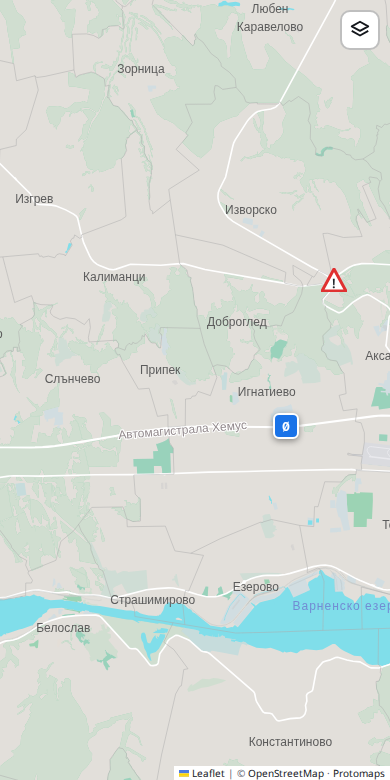 Любен
Каравелово
Зорница
Изгрев
Изворско
Калиманци
Доброглед
Акса
Припек
Слънчево
Игнатиево
Автомагистрала Хемус
Езерово
Страшимирово
Варненско езер
Белослав
Константиново
Leaflet | © OpenStreetMap · Protomaps